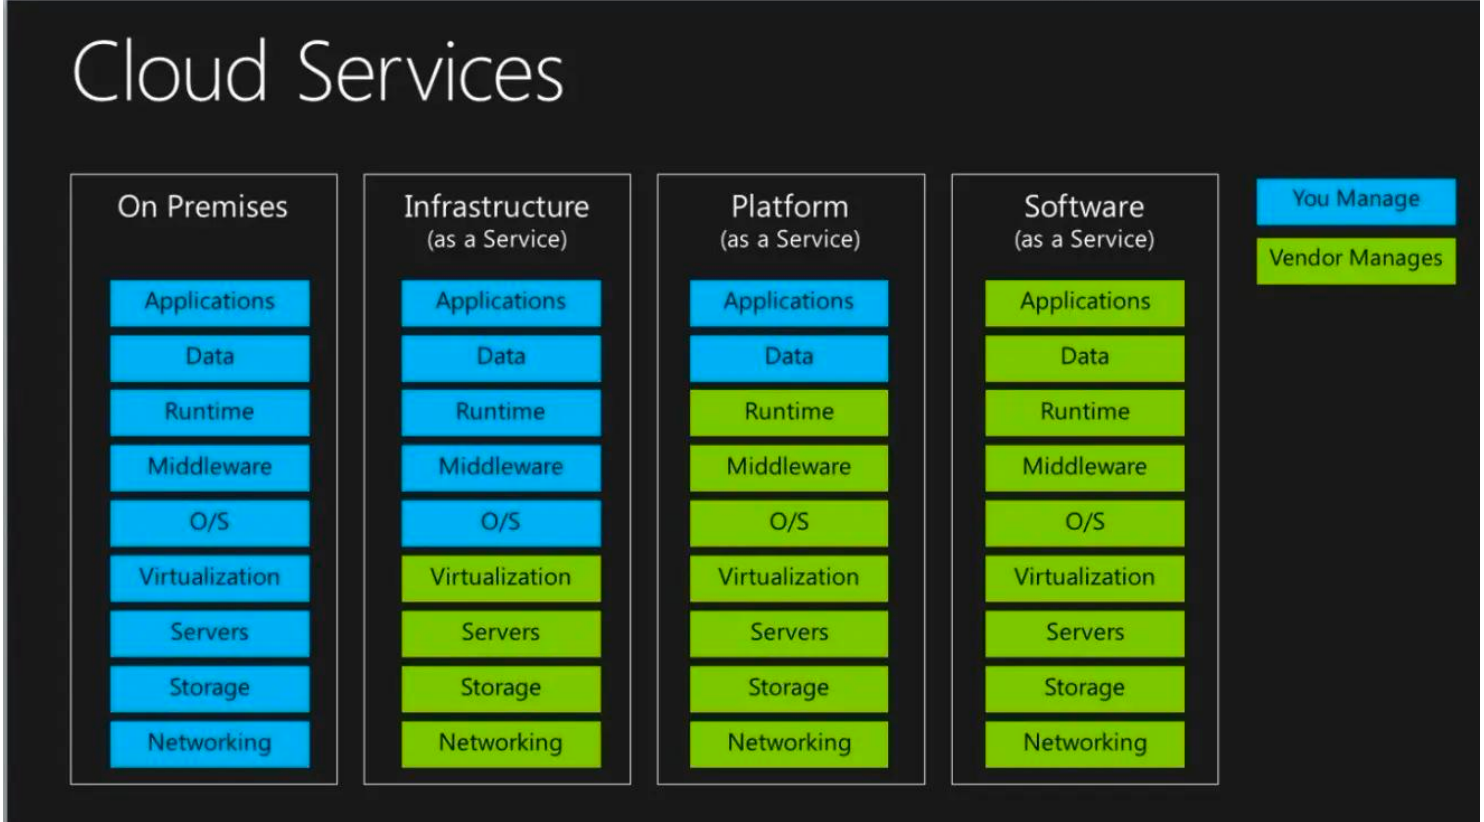 Cloud Services
On Premises
Applications
Data
Runtime
Middleware
O/S
Virtualization
Servers
Storage
Networking
Infrastructure
(as a Service)
Applications
Data
Runtime
Middleware
O/S
Virtualization
Servers
Storage
Networking
Platform
(as a Service)
Applications
Data
Runtime
Middleware
O/S
Virtualization
Servers
Storage
Networking
Software
(as a Service)
Applications
Data
Runtime
Middleware
O/S
Virtualization
Servers
Storage
Networking
You Manage
Vendor Manages